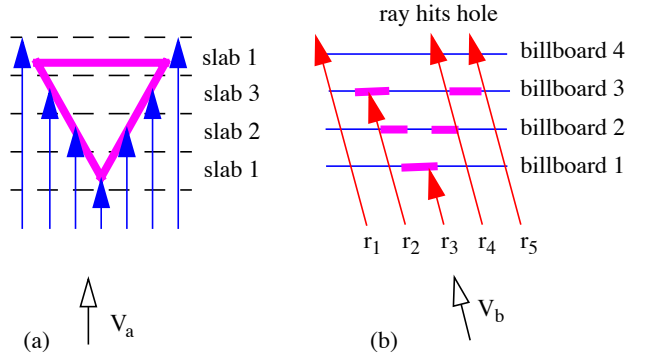 ray hits hole
slab 1
slab 3
slab 2
slab 1
billboard 4
billboard 3
billboard 2
billboard 1
r1 r2 r3 r4 r5
Va
Vb
(a)
(b)